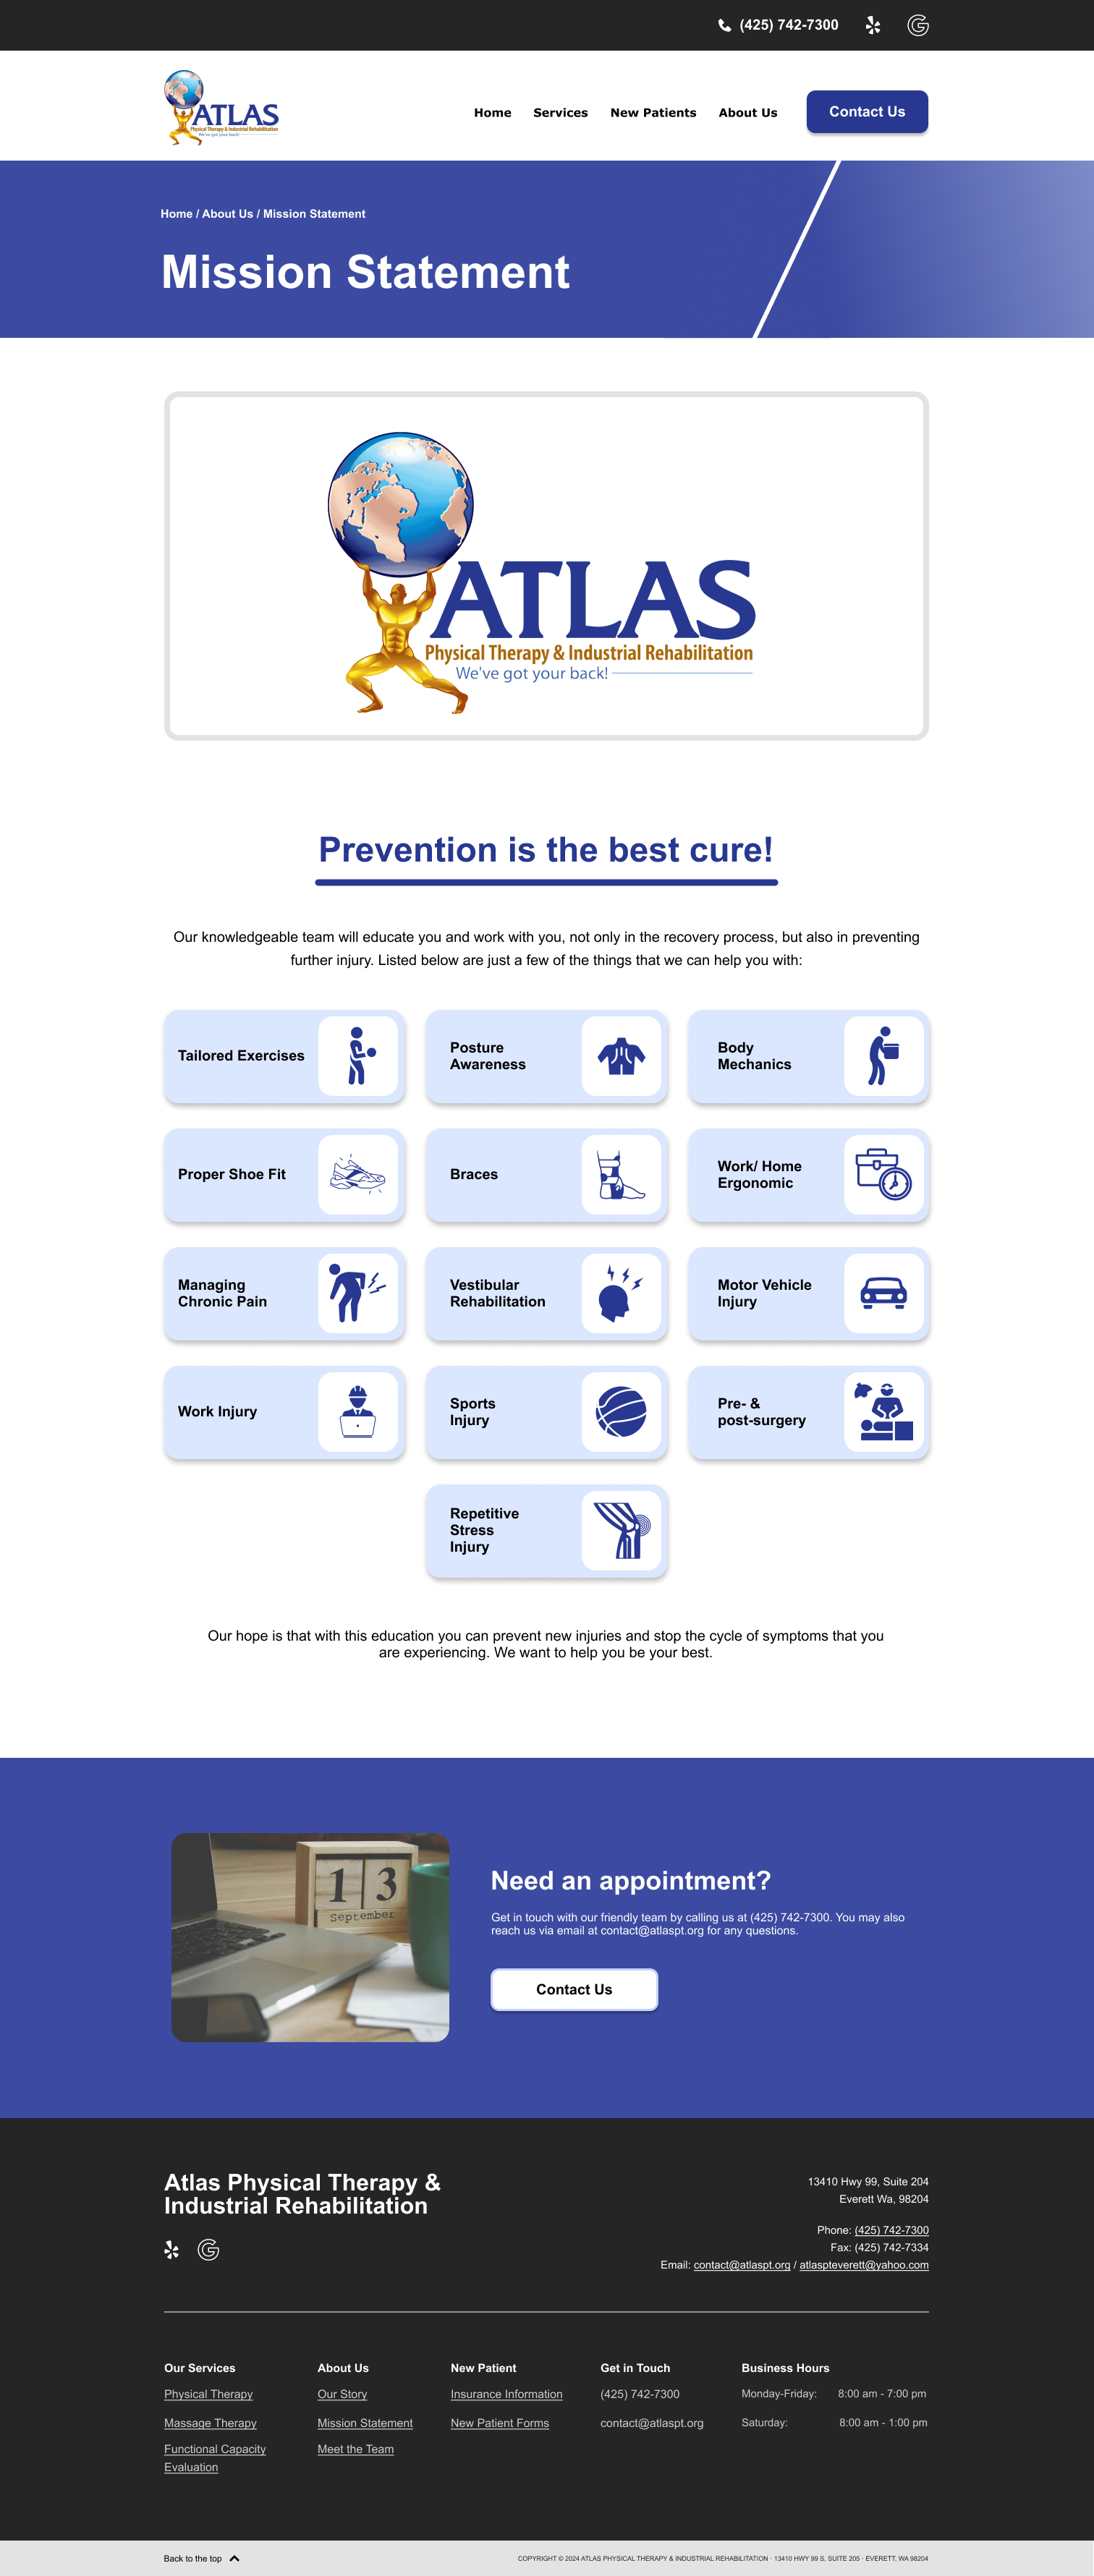 (425) 742-7300
ATLAS
Physical Therapy & Industrial Rehabilitation
We've got your back!
Home Services New Patients About Us Contact Us
Home / About Us / Mission Statement
Mission Statement
ATLAS
Physical Therapy & Industrial Rehabilitation
We've got your back!
Prevention is the best cure!
Our knowledgeable team will educate you and work with you, not only in the recovery process, but also in preventing
further injury. Listed below are just a few of the things that we can help you with:
Tailored Exercises
Posture
Awareness
Body
Mechanics
Proper Shoe Fit
Braces
Work/ Home
Ergonomic
Managing
Chronic Pain
Vestibular
Rehabilitation
Motor Vehicle
Injury
Work Injury
Sports
Injury
Pre- &
post-surgery
Repetitive
Stress
Injury
Our hope is that with this education you can prevent new injuries and stop the cycle of symptoms that you
are experiencing. We want to help you be your best.
1 3
September
Need an appointment?
Get in touch with our friendly team by calling us at (425) 742-7300. You may also
reach us via email at contact@atlaspt.org for any questions.
Contact Us
Atlas Physical Therapy &
Industrial Rehabilitation
13410 Hwy 99, Suite 204
Everett Wa, 98204
Phone: (425) 742-7300
Fax: (425) 742-7334
Email: contact@atlaspt.org / atlaspteverett@yahoo.com
Our Services
Physical Therapy
Massage Therapy
Functional Capacity
Evaluation
About Us
Our Story
Mission Statement
Meet the Team
New Patient
Insurance Information
New Patient Forms
Get in Touch
(425) 742-7300
contact@atlaspt.org
Business Hours
Monday-Friday: 8:00 am - 7:00 pm
Saturday: 8:00 am - 1:00 pm
Back to the top
COPYRIGHT © 2024 ATLAS PHYSICAL THERAPY & INDUSTRIAL REHABILITATION · 13410 HWY 99 S, SUITE 205 · EVERETT, WA 98204